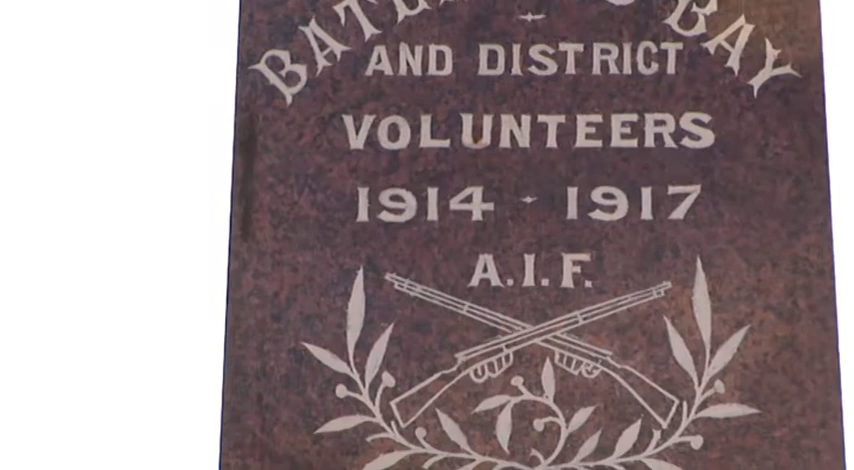 BAY
AND DISTRICT
VOLUNTEERS
1914 - 1917
A.I.F.